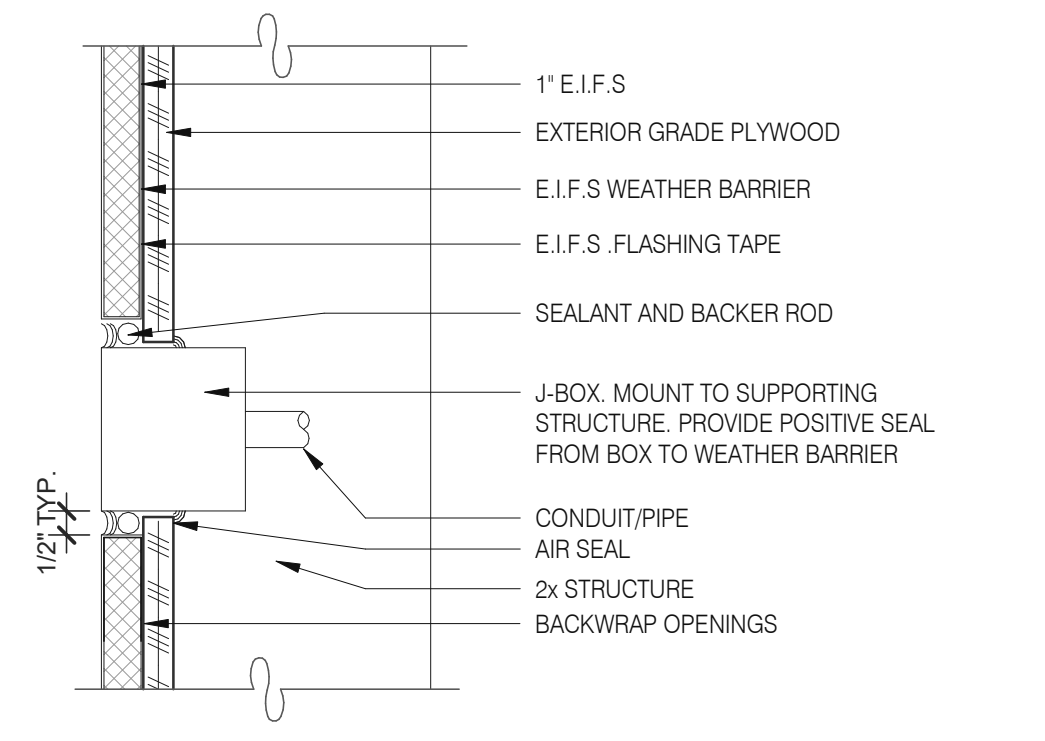 1" E.I.F.S
EXTERIOR GRADE PLYWOOD
E.I.F.S WEATHER BARRIER
E.I.F.S .FLASHING TAPE
SEALANT AND BACKER ROD
J-BOX. MOUNT TO SUPPORTING
STRUCTURE. PROVIDE POSITIVE SEAL
FROM BOX TO WEATHER BARRIER
1/2" TYP.
CONDUIT/PIPE
AIR SEAL
2x STRUCTURE
BACKWRAP OPENINGS